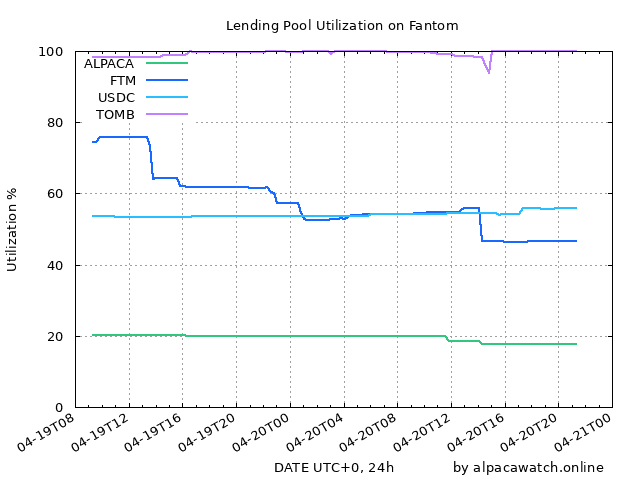 Lending Pool Utilization on Fantom
100
80
60
40
20
0
Utilization %
ALPACA
FTM
USDC
TOMB
04-19T08
04-19T12
04-19T16
04-19T20
04-20T00
04-20T04
04-20T08
04-20T12
04-20T16
04-20T20
04-21T00
DATE UTC+0, 24h
by alpacawatch.online